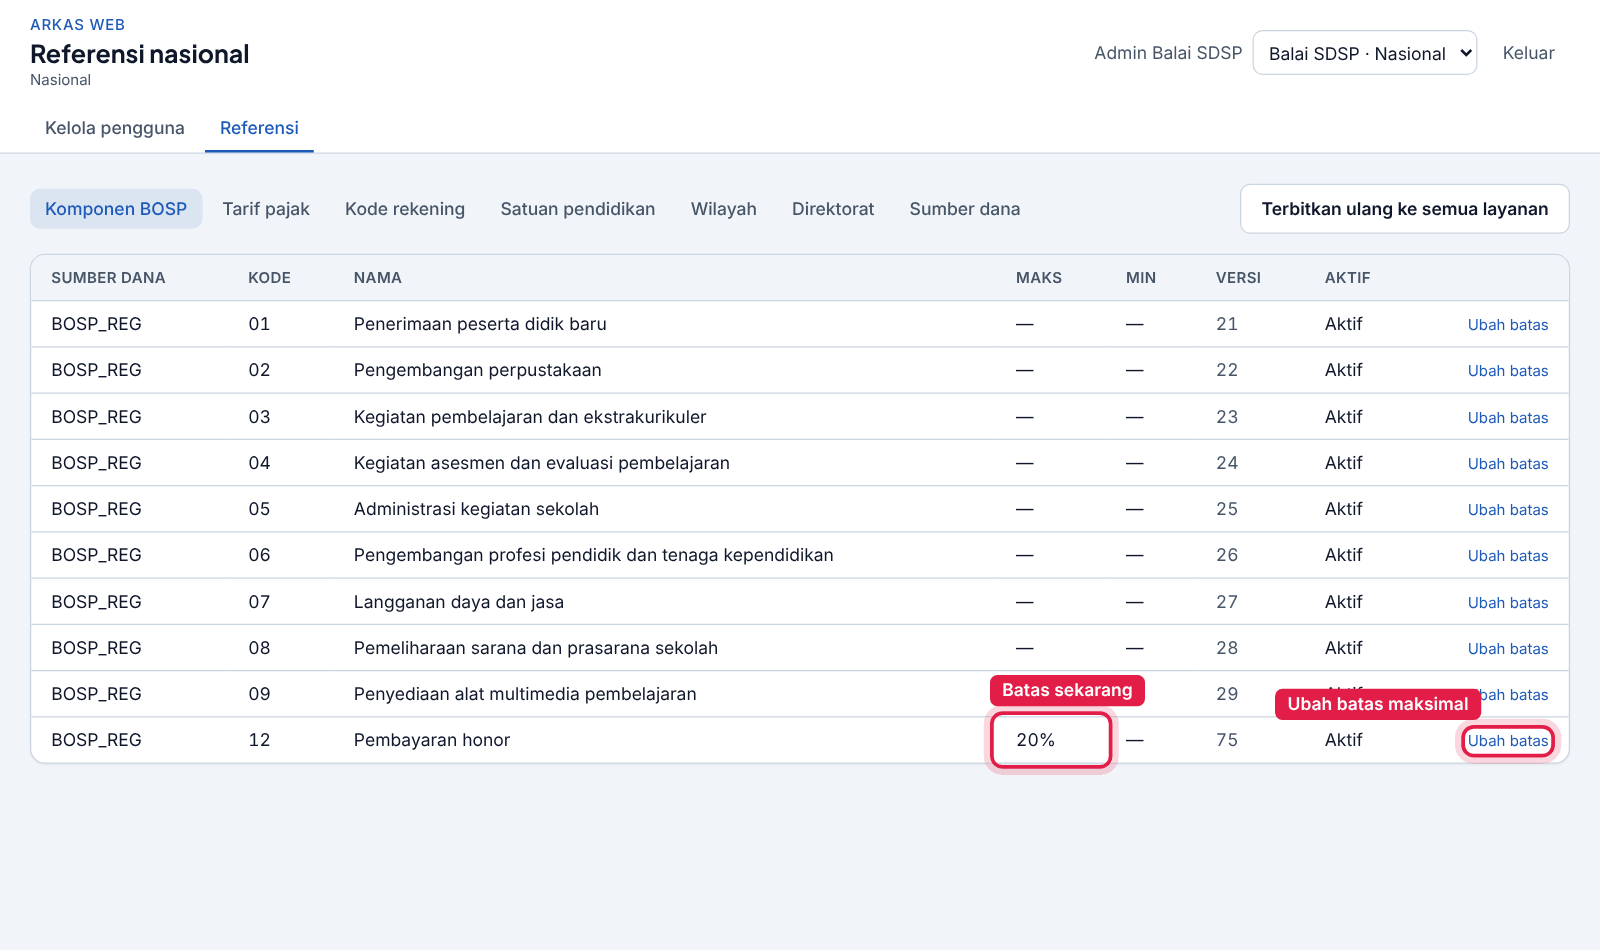 ARKAS WEB
Referensi nasional
Nasional
Admin Balai SDSP
Balai SDSP · Nasional
Keluar
Kelola pengguna
Referensi
Komponen BOSP
Tarif pajak
Kode rekening
Satuan pendidikan
Wilayah
Direktorat
Sumber dana
Terbitkan ulang ke semua layanan
SUMBER DANA KODE NAMA MAKS MIN VERSI AKTIF
BOSP_REG 01 Penerimaan peserta didik baru — — 21 Aktif Ubah batas
BOSP_REG 02 Pengembangan perpustakaan — — 22 Aktif Ubah batas
BOSP_REG 03 Kegiatan pembelajaran dan ekstrakurikuler — — 23 Aktif Ubah batas
BOSP_REG 04 Kegiatan asesmen dan evaluasi pembelajaran — — 24 Aktif Ubah batas
BOSP_REG 05 Administrasi kegiatan sekolah — — 25 Aktif Ubah batas
BOSP_REG 06 Pengembangan profesi pendidik dan tenaga kependidikan — — 26 Aktif Ubah batas
BOSP_REG 07 Langganan daya dan jasa — — 27 Aktif Ubah batas
BOSP_REG 08 Pemeliharaan sarana dan prasarana sekolah — — 28 Aktif Ubah batas
BOSP_REG 09 Penyediaan alat multimedia pembelajaran 29 batas
Batas sekarang
Ubah batas maksimal
BOSP_REG 12 Pembayaran honor 20% — 75 Aktif Ubah batas